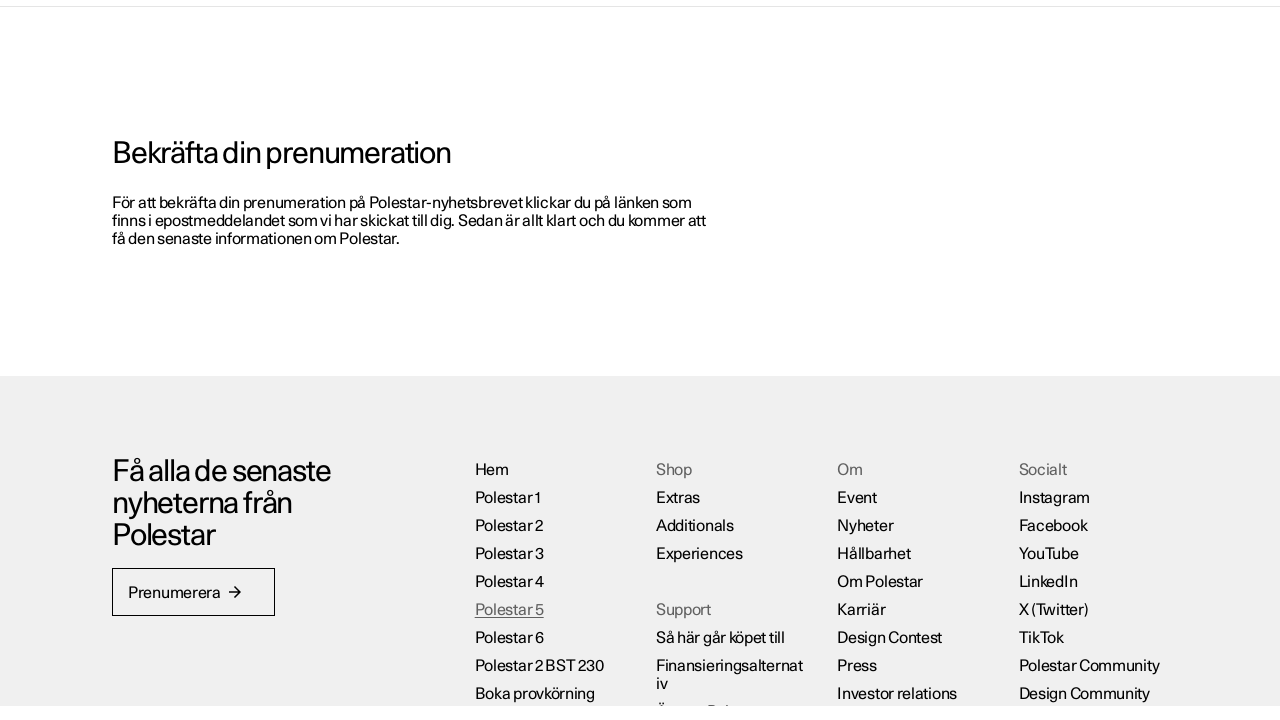 Bekräfta din prenumeration
För att bekräfta din prenumeration på Polestar-nyhetsbrevet klickar du på länken som
finns i epostmeddelandet som vi har skickat till dig. Sedan är allt klart och du kommer att
få den senaste informationen om Polestar.
Få alla de senaste
nyheterna från
Polestar
Prenumerera →
Hem
Polestar 1
Polestar 2
Polestar 3
Polestar 4
Polestar 5
Polestar 6
Polestar 2 BST 230
Boka provkörning
Shop
Extras
Additionals
Experiences
Support
Så här går köpet till
Finansieringsalternat
iv
Om
Event
Nyheter
Hållbarhet
Om Polestar
Karriär
Design Contest
Press
Investor relations
Socialt
Instagram
Facebook
YouTube
LinkedIn
X (Twitter)
TikTok
Polestar Community
Design Community